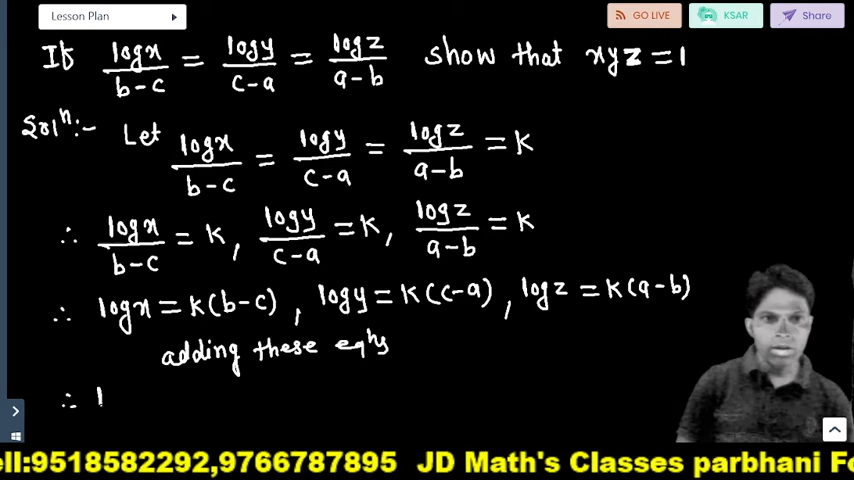 Lesson Plan
GO LIVE
KSAR
Share
If logx/b-c = logy/c-a = logz/a-b show that xyz = 1
Solⁿ:- Let logx/b-c = logy/c-a = logz/a-b = K
∴ logx/b-c = K, logy/c-a = K, logz/a-b = K
∴ logx = K(b-c), logy = K(c-a), logz = K(a-b)
adding these eqⁿs
∴ l
ell:9518582292,9766787895 JD Math's Classes parbhani Fo